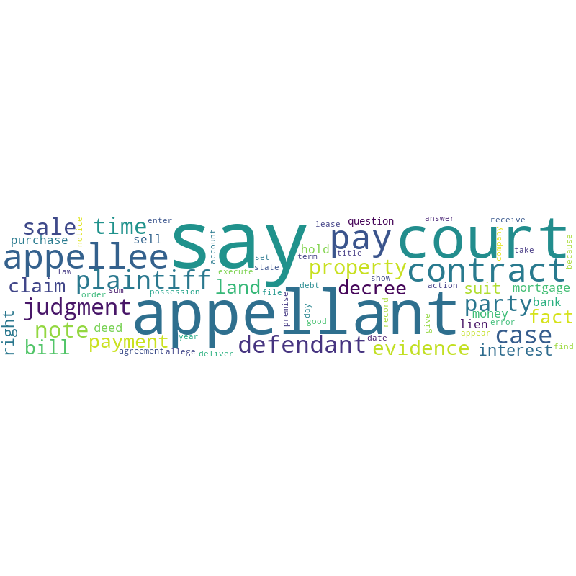 sale time enter say lease question answer receive
purchase sell pay court
appellee hold title take
law set state term contract
claim plaintiff execute property
possession land file debt decree action suit mortgage
order sum appellant party bank
judgment premise day record lien money fact
note deed good give error case
right bill payment year defendant date evidence appear interest find
agreement allege deliver show
account